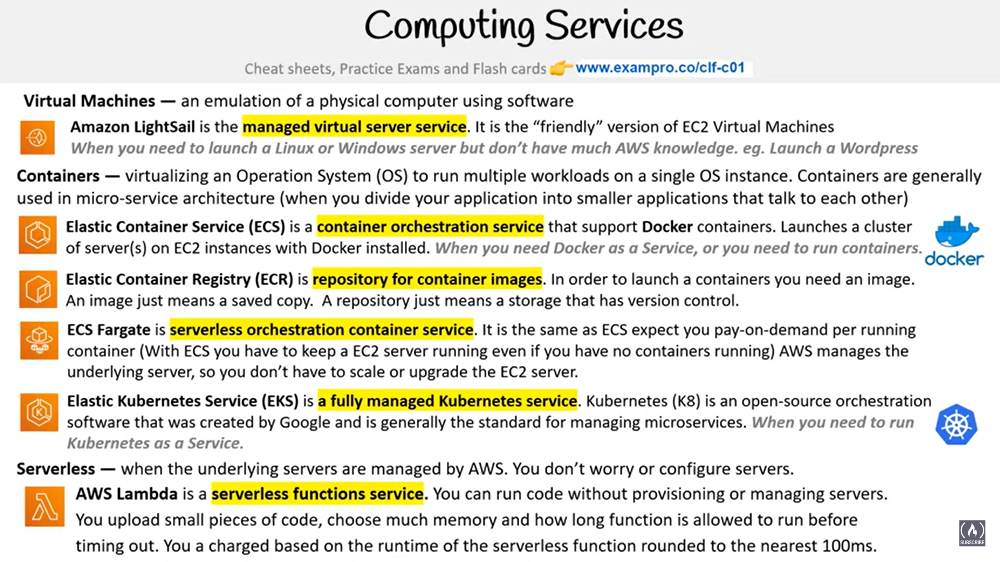 Computing Services
Cheat sheets, Practice Exams and Flash cards 👉 www.exampro.co/clf-c01
Virtual Machines — an emulation of a physical computer using software
Amazon LightSail is the managed virtual server service. It is the “friendly” version of EC2 Virtual Machines
When you need to launch a Linux or Windows server but don’t have much AWS knowledge. eg. Launch a Wordpress
Containers — virtualizing an Operation System (OS) to run multiple workloads on a single OS instance. Containers are generally
used in micro-service architecture (when you divide your application into smaller applications that talk to each other)
Elastic Container Service (ECS) is a container orchestration service that support Docker containers. Launches a cluster
of server(s) on EC2 instances with Docker installed. When you need Docker as a Service, or you need to run containers.
docker
Elastic Container Registry (ECR) is repository for container images. In order to launch a containers you need an image.
An image just means a saved copy. A repository just means a storage that has version control.
ECS Fargate is serverless orchestration container service. It is the same as ECS expect you pay-on-demand per running
container (With ECS you have to keep a EC2 server running even if you have no containers running) AWS manages the
underlying server, so you don’t have to scale or upgrade the EC2 server.
Elastic Kubernetes Service (EKS) is a fully managed Kubernetes service. Kubernetes (K8) is an open-source orchestration
software that was created by Google and is generally the standard for managing microservices. When you need to run
Kubernetes as a Service.
Serverless — when the underlying servers are managed by AWS. You don’t worry or configure servers.
AWS Lambda is a serverless functions service. You can run code without provisioning or managing servers.
You upload small pieces of code, choose much memory and how long function is allowed to run before
timing out. You a charged based on the runtime of the serverless function rounded to the nearest 100ms.
SUBSCRIBE